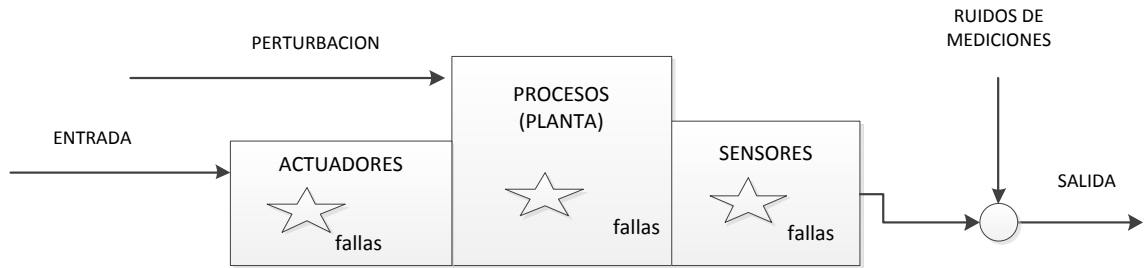 RUIDOS DE
MEDICIONES
PERTURBACION
PROCESOS
(PLANTA)
ENTRADA
ACTUADORES
SENSORES
SALIDA
fallas
fallas
fallas